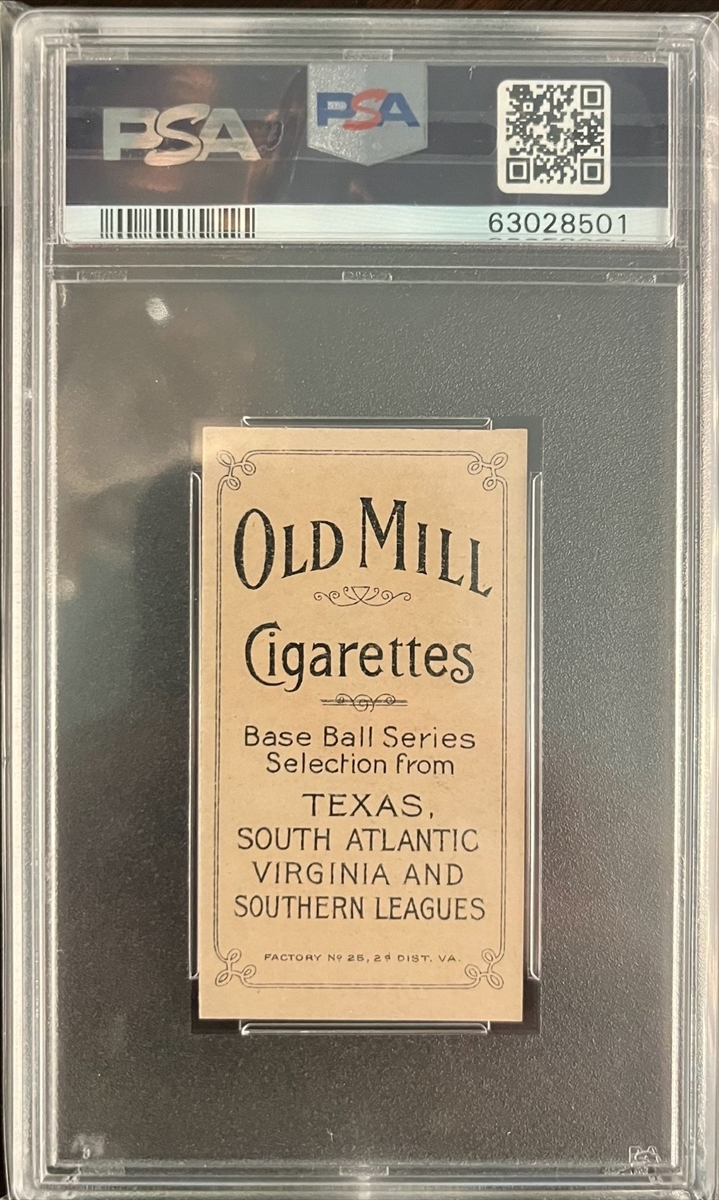 PSA
PSA
63028501
OLD MILL
Cigarettes
Base Ball Series
Selection from
TEXAS,
SOUTH ATLANTIC
VIRGINIA AND
SOUTHERN LEAGUES
FACTORY Nº 25, 2d DIST. VA.